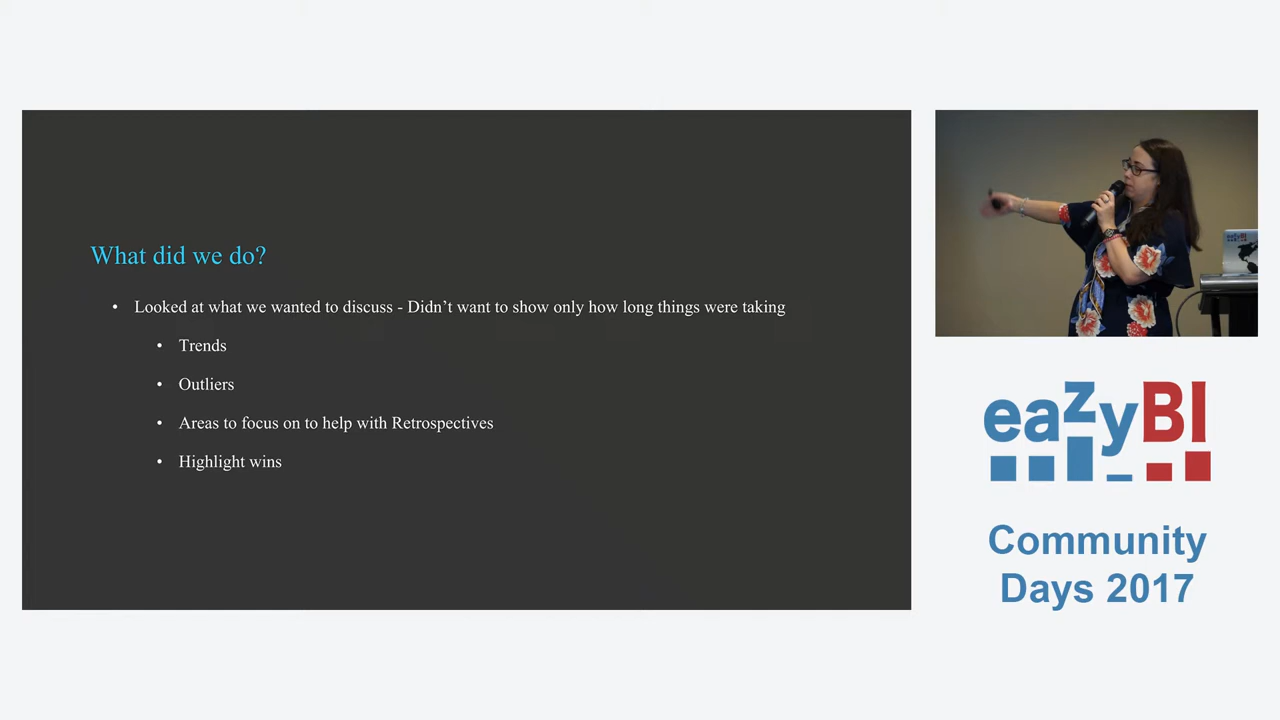 What did we do?
• Looked at what we wanted to discuss - Didn’t want to show only how long things were taking
• Trends
• Outliers
• Areas to focus on to help with Retrospectives
• Highlight wins
eazyBI
eazyBI
Community
Days 2017